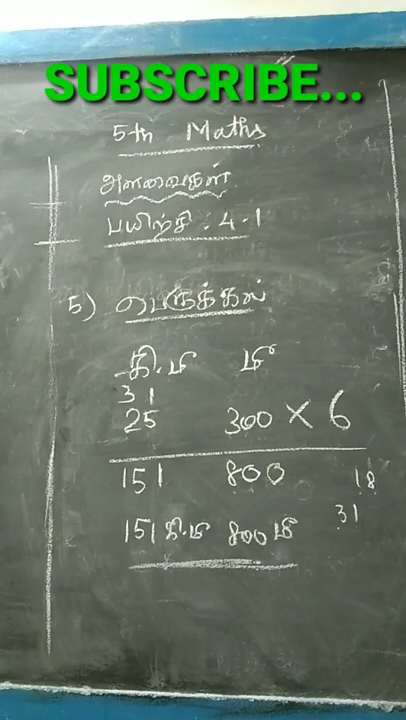 SUBSCRIBE...
5th Maths
அளவைகள்
பயிற்சி : 4.1
5) பெருக்கல்
கி.மீ மீ
3 1
25 300 × 6
151 800
18
31
151 கி.மீ 800 மீ